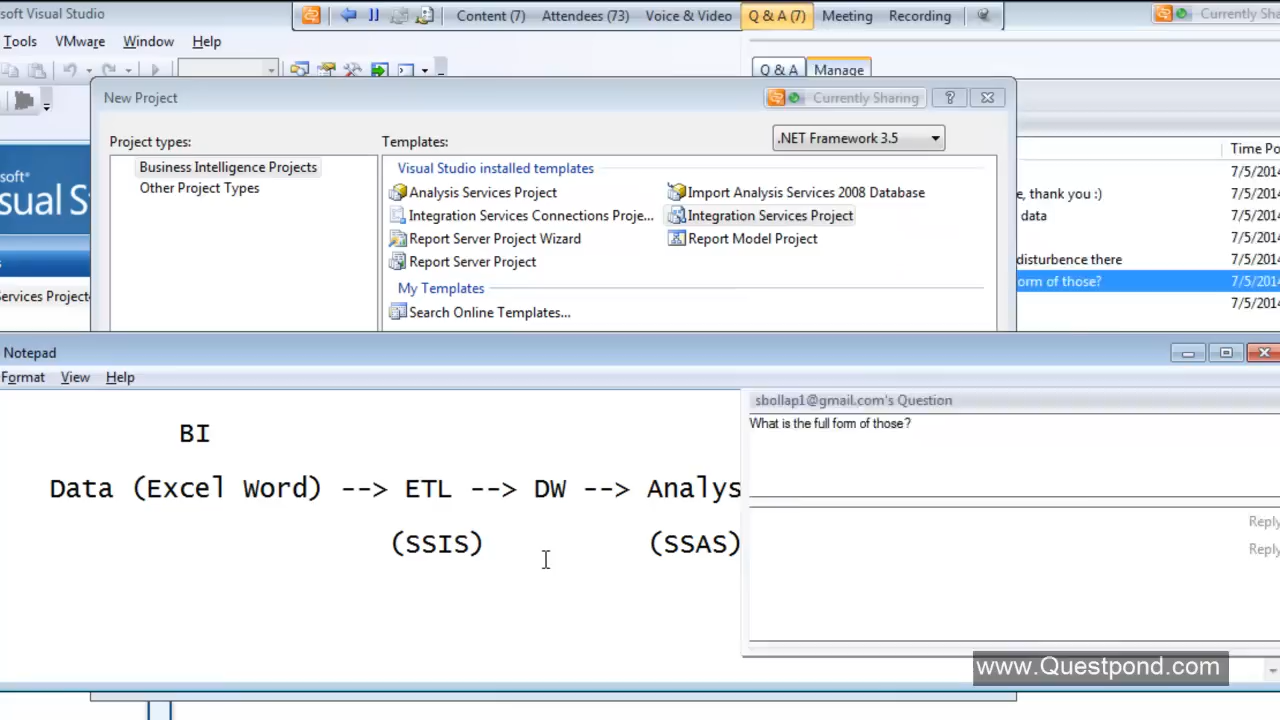 soft Visual Studio
Content (7) Attendees (73) Voice & Video Q & A (7) Meeting Recording
Currently Sha
Tools VMware Window Help
Q & A Manage
New Project
Currently Sharing ?
Project types:
Templates:
.NET Framework 3.5
Business Intelligence Projects
Other Project Types
Visual Studio installed templates
Analysis Services Project
Import Analysis Services 2008 Database
Integration Services Connections Proje...
Integration Services Project
Report Server Project Wizard
Report Model Project
Report Server Project
My Templates
Search Online Templates...
soft®
sual S
s
ervices Project
Time Po
7/5/2014
e, thank you :) 7/5/2014
data 7/5/2014
7/5/2014
disturbence there 7/5/2014
orm of those? 7/5/2014
7/5/2014
Notepad
Format View Help
BI
Data (Excel Word) --> ETL --> DW --> Analys
(SSIS) (SSAS)
sbollap1@gmail.com's Question
What is the full form of those?
Reply
Reply
www.Questpond.com